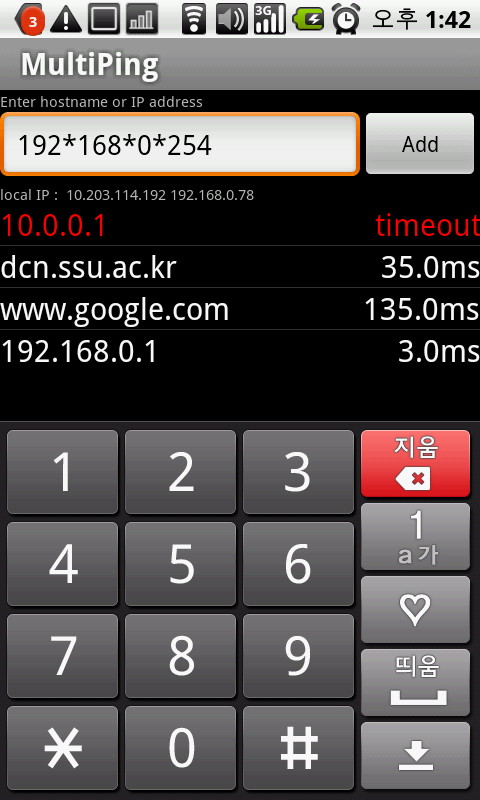 3 3G 오후 1:42
MultiPing
Enter hostname or IP address
192*168*0*254 Add
local IP : 10.203.114.192 192.168.0.78
10.0.0.1 timeout
dcn.ssu.ac.kr 35.0ms
www.google.com 135.0ms
192.168.0.1 3.0ms
1 2 3 지움
4 5 6 1
a 가
7 8 9 띄움
* 0 #